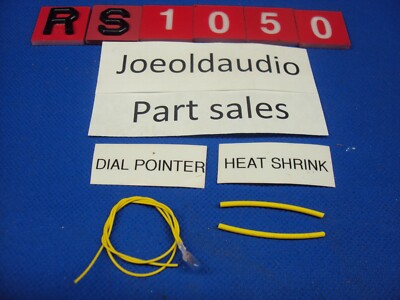 RS1050
Joeoldaudio
Part sales
DIAL POINTER HEAT SHRINK